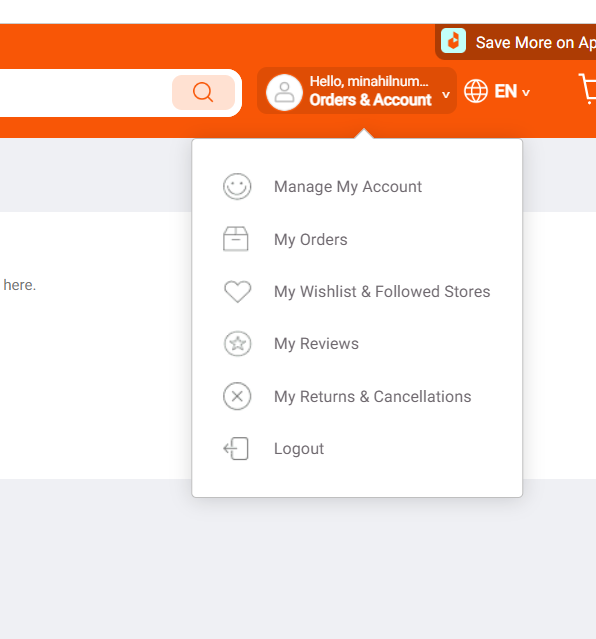 Save More on Ap
Hello, minahilnum...
Orders & Account
EN
Manage My Account
here.
My Orders
My Wishlist & Followed Stores
My Reviews
My Returns & Cancellations
Logout